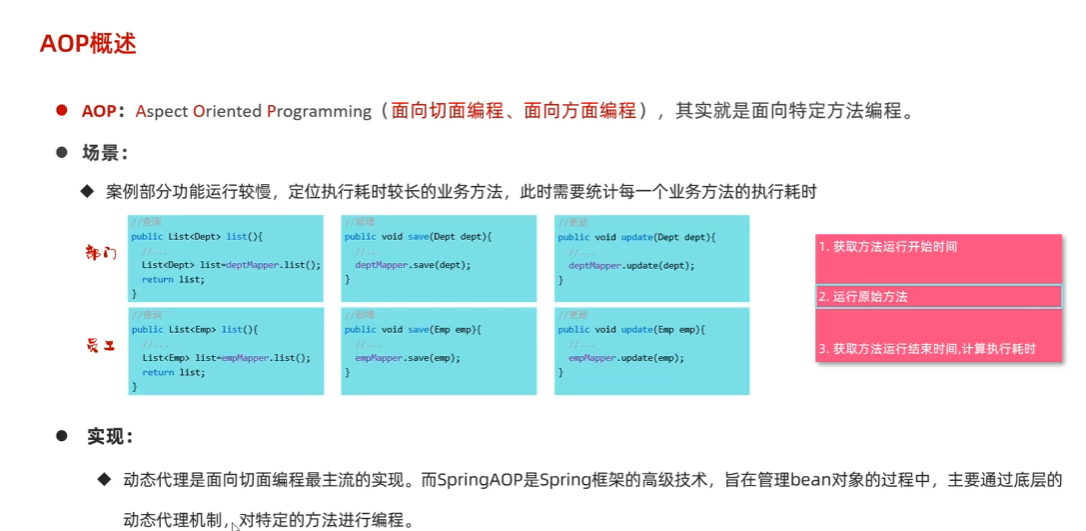 AOP概述
AOP：Aspect Oriented Programming（面向切面编程、面向方面编程），其实就是面向特定方法编程。
场景：
案例部分功能运行较慢，定位执行耗时较长的业务方法，此时需要统计每一个业务方法的执行耗时
部门
//查询
public List<Dept> list(){
//...
List<Dept> list=deptMapper.list();
return list;
}
//新增
public void save(Dept dept){
//...
deptMapper.save(dept);
}
//更新
public void update(Dept dept){
//...
deptMapper.update(dept);
}
员工
//查询
public List<Emp> list(){
//...
List<Emp> list=empMapper.list();
return list;
}
//新增
public void save(Emp emp){
//...
empMapper.save(emp);
}
//更新
public void update(Emp emp){
//...
empMapper.update(emp);
}
1. 获取方法运行开始时间
2. 运行原始方法
3. 获取方法运行结束时间,计算执行耗时
实现：
动态代理是面向切面编程最主流的实现。而SpringAOP是Spring框架的高级技术，旨在管理bean对象的过程中，主要通过底层的
动态代理机制，对特定的方法进行编程。